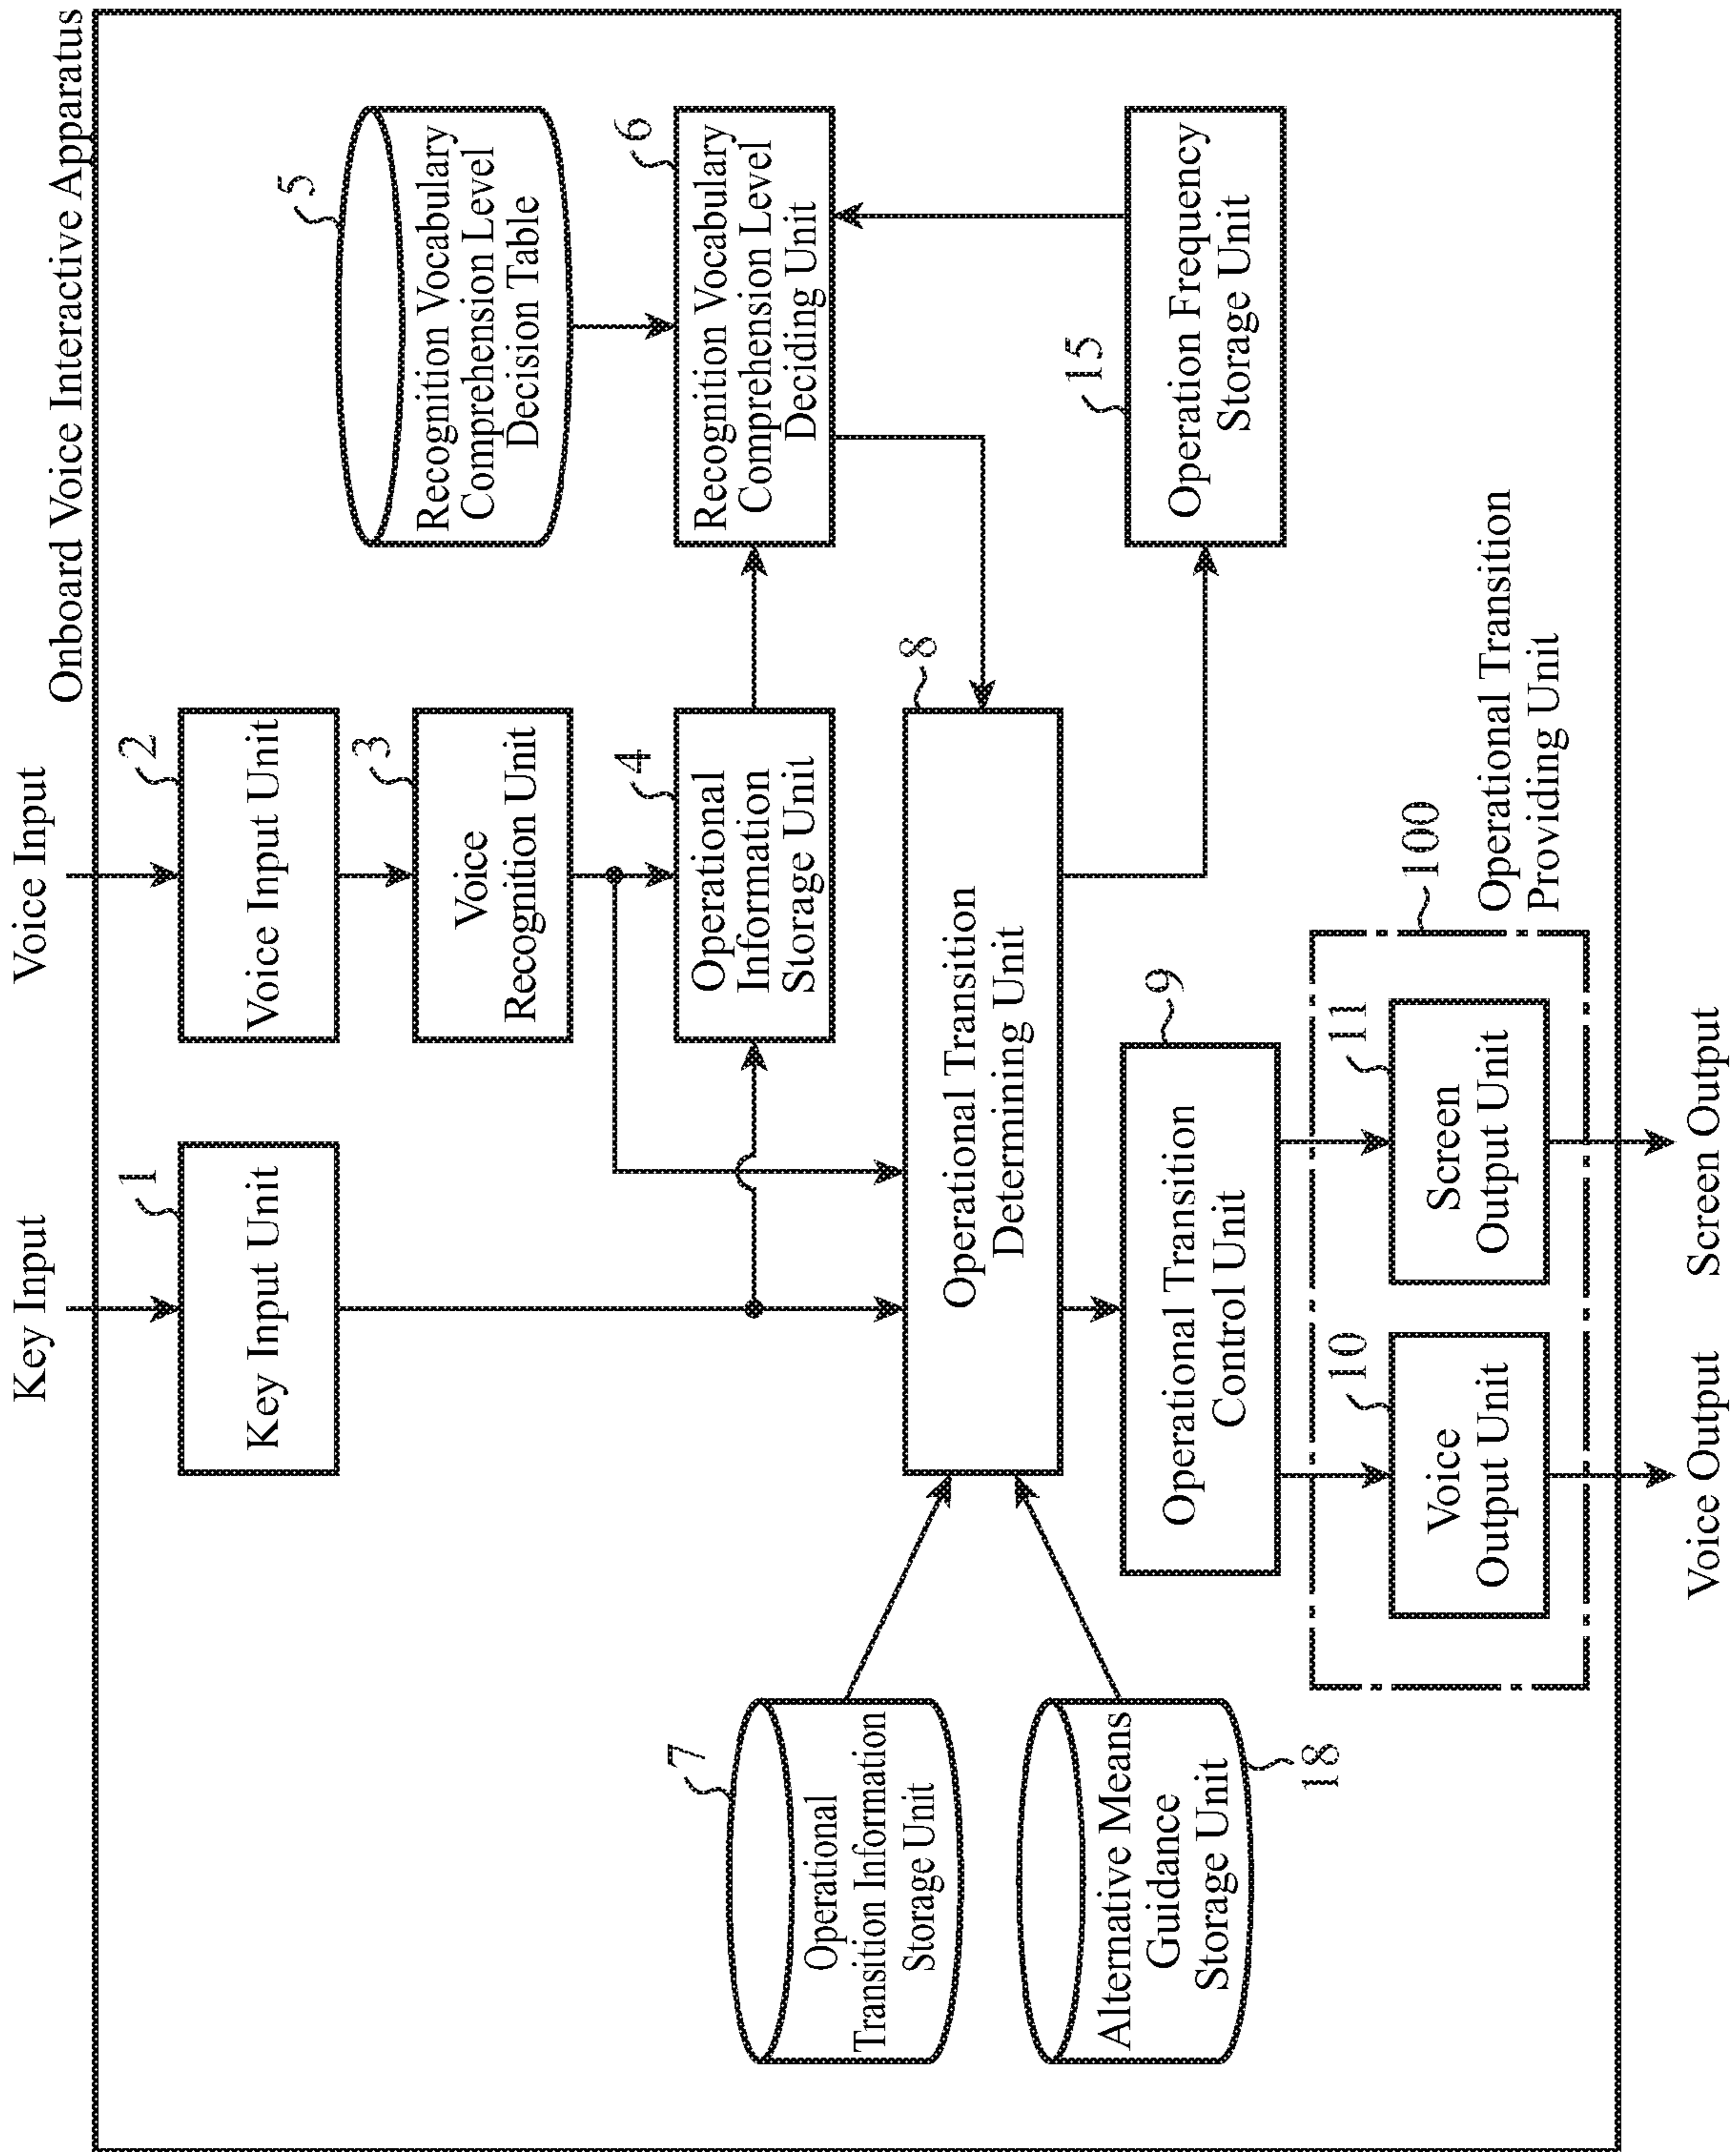 Onboard Voice Interactive Apparatus
Key Input
Voice Input
1
Key Input Unit
2
Voice Input Unit
3
Voice
Recognition Unit
4
Operational
Information
Storage Unit
5
Recognition Vocabulary
Comprehension Level
Decision Table
6
Recognition Vocabulary
Comprehension Level
Deciding Unit
7
Operational
Transition Information
Storage Unit
18
Alternative Means
Guidance
Storage Unit
8
Operational Transition
Determining Unit
15
Operation Frequency
Storage Unit
9
Operational Transition
Control Unit
100
Operational Transition
Providing Unit
10
Voice
Output Unit
11
Screen
Output Unit
Voice Output
Screen Output